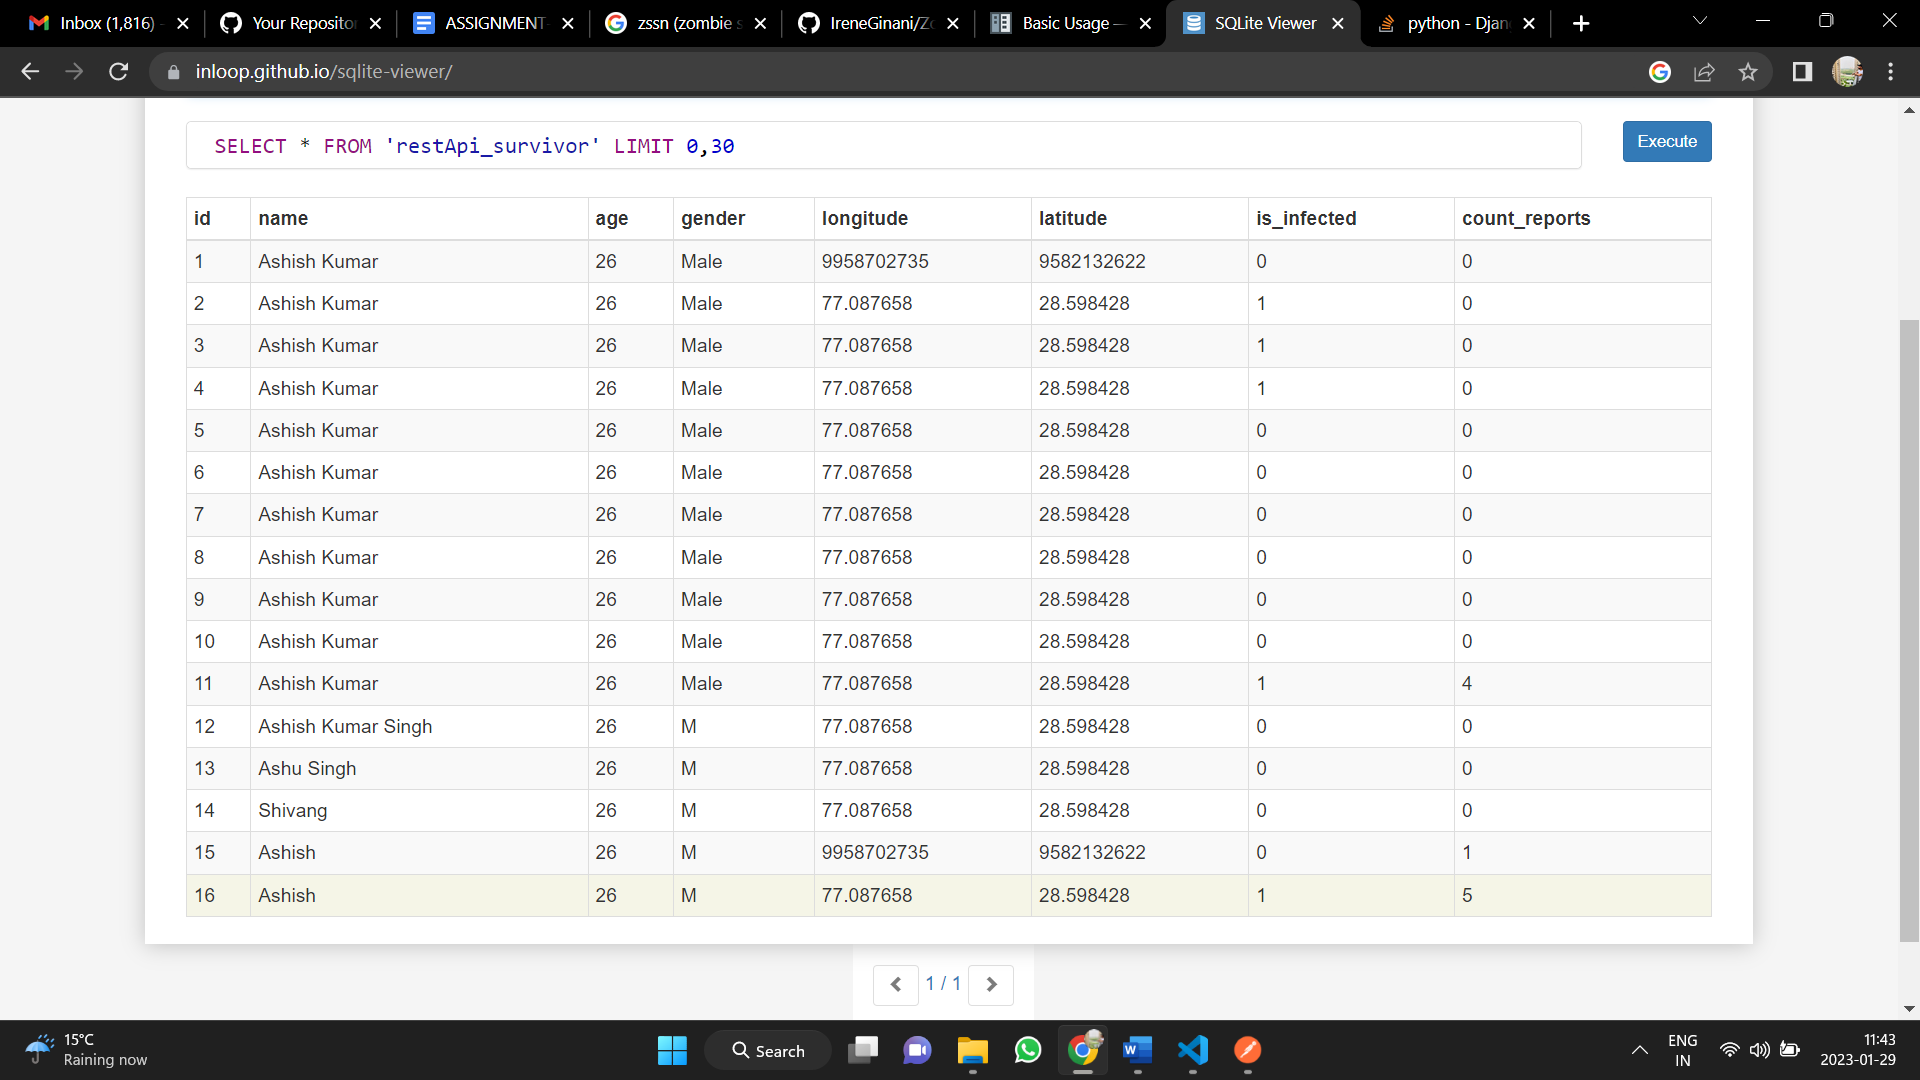 Inbox (1,816)
Your Repositor
ASSIGNMENT
zssn (zombie s
IreneGinani/Zo
Basic Usage —
SQLite Viewer
python - Djan
inloop.github.io/sqlite-viewer/
SELECT * FROM 'restApi_survivor' LIMIT 0,30
Execute
id name age gender longitude latitude is_infected count_reports
1 Ashish Kumar 26 Male 9958702735 9582132622 0 0
2 Ashish Kumar 26 Male 77.087658 28.598428 1 0
3 Ashish Kumar 26 Male 77.087658 28.598428 1 0
4 Ashish Kumar 26 Male 77.087658 28.598428 1 0
5 Ashish Kumar 26 Male 77.087658 28.598428 0 0
6 Ashish Kumar 26 Male 77.087658 28.598428 0 0
7 Ashish Kumar 26 Male 77.087658 28.598428 0 0
8 Ashish Kumar 26 Male 77.087658 28.598428 0 0
9 Ashish Kumar 26 Male 77.087658 28.598428 0 0
10 Ashish Kumar 26 Male 77.087658 28.598428 0 0
11 Ashish Kumar 26 Male 77.087658 28.598428 1 4
12 Ashish Kumar Singh 26 M 77.087658 28.598428 0 0
13 Ashu Singh 26 M 77.087658 28.598428 0 0
14 Shivang 26 M 77.087658 28.598428 0 0
15 Ashish 26 M 9958702735 9582132622 0 1
16 Ashish 26 M 77.087658 28.598428 1 5
1 / 1
15°C
Raining now
Search
ENG
IN
11:43
2023-01-29